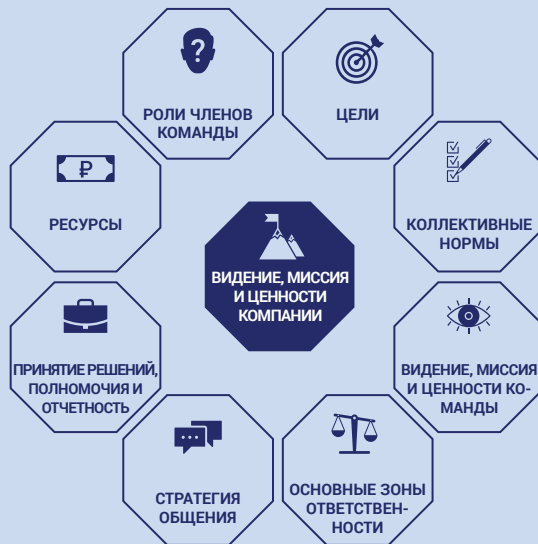 ?
РОЛИ ЧЛЕНОВ
КОМАНДЫ
ЦЕЛИ
₽
РЕСУРСЫ
КОЛЛЕКТИВНЫЕ
НОРМЫ
ВИДЕНИЕ, МИССИЯ
И ЦЕННОСТИ
КОМПАНИИ
ПРИНЯТИЕ РЕШЕНИЙ,
ПОЛНОМОЧИЯ И
ОТЧЕТНОСТЬ
ВИДЕНИЕ, МИССИЯ
И ЦЕННОСТИ КО-
МАНДЫ
СТРАТЕГИЯ
ОБЩЕНИЯ
ОСНОВНЫЕ ЗОНЫ
ОТВЕТСТВЕН-
НОСТИ